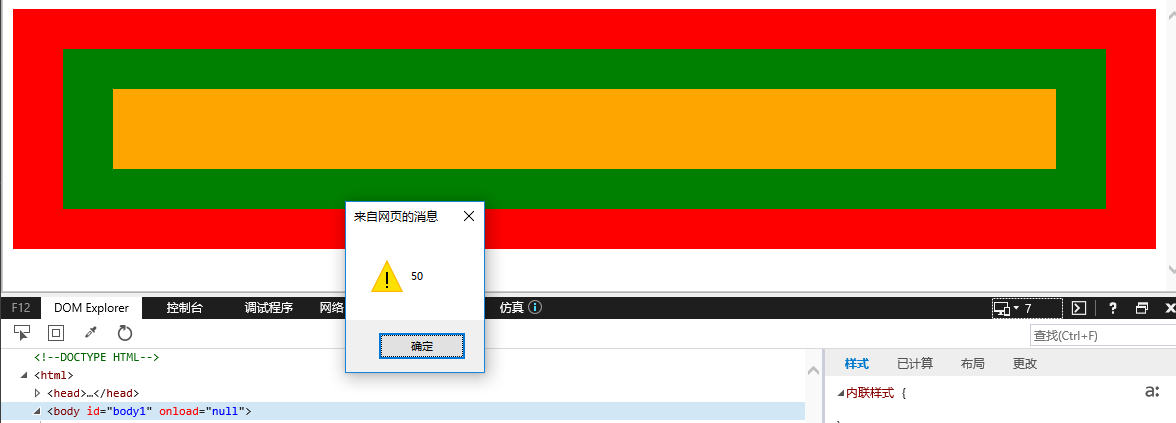 来自网页的消息
50
确定
F12 DOM Explorer 控制台 调试程序 网络 仿真 7
查找(Ctrl+F)
<!--DOCTYPE HTML-->
<html>
<head>…</head>
<body id="body1" onload="null">
样式 已计算 布局 更改
内联样式 {
a: